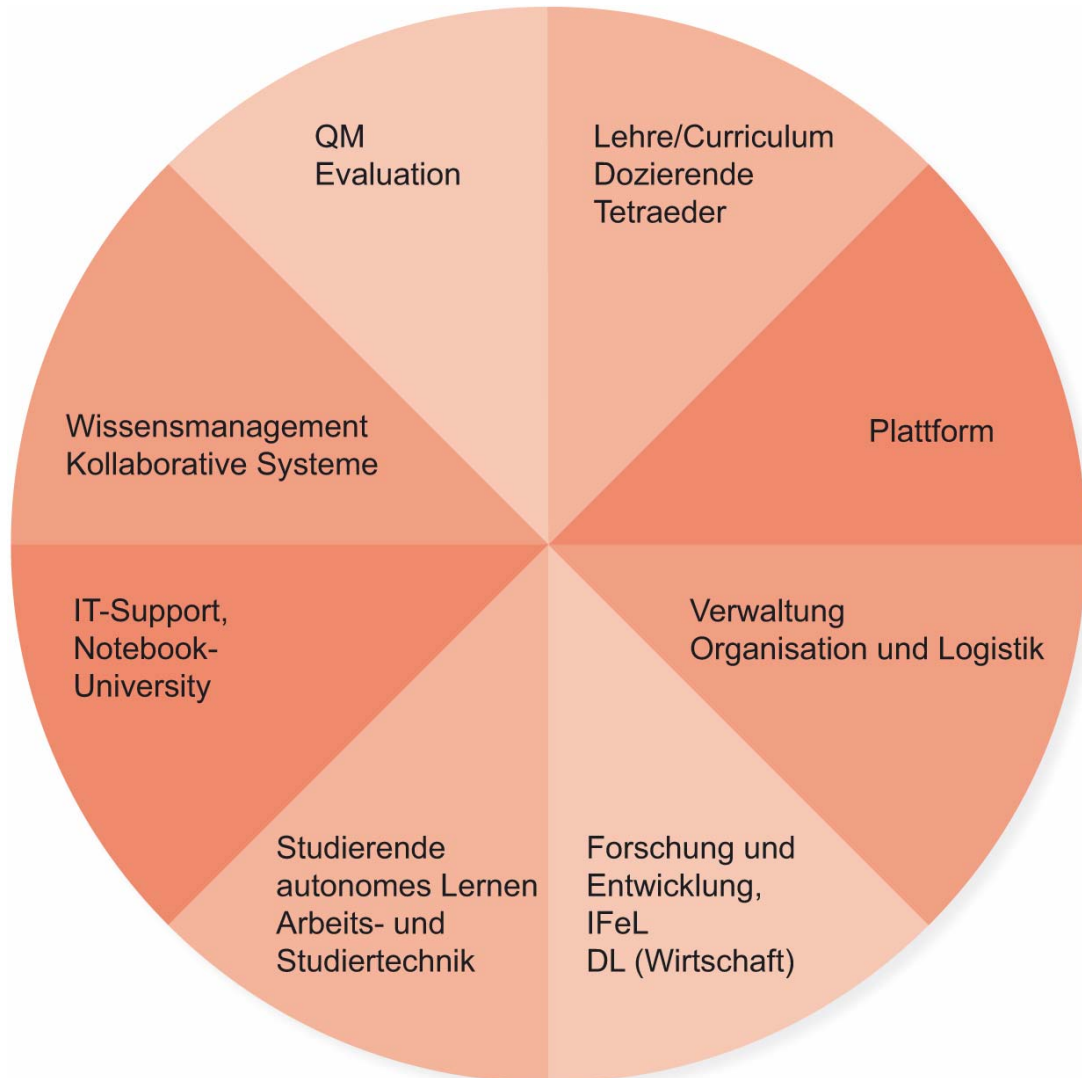 QM
Evaluation
Lehre/Curriculum
Dozierende
Tetraeder
Plattform
Verwaltung
Organisation und Logistik
Forschung und
Entwicklung,
IFeL
DL (Wirtschaft)
Studierende
autonomes Lernen
Arbeits- und
Studiertechnik
IT-Support,
Notebook-
University
Wissensmanagement
Kollaborative Systeme